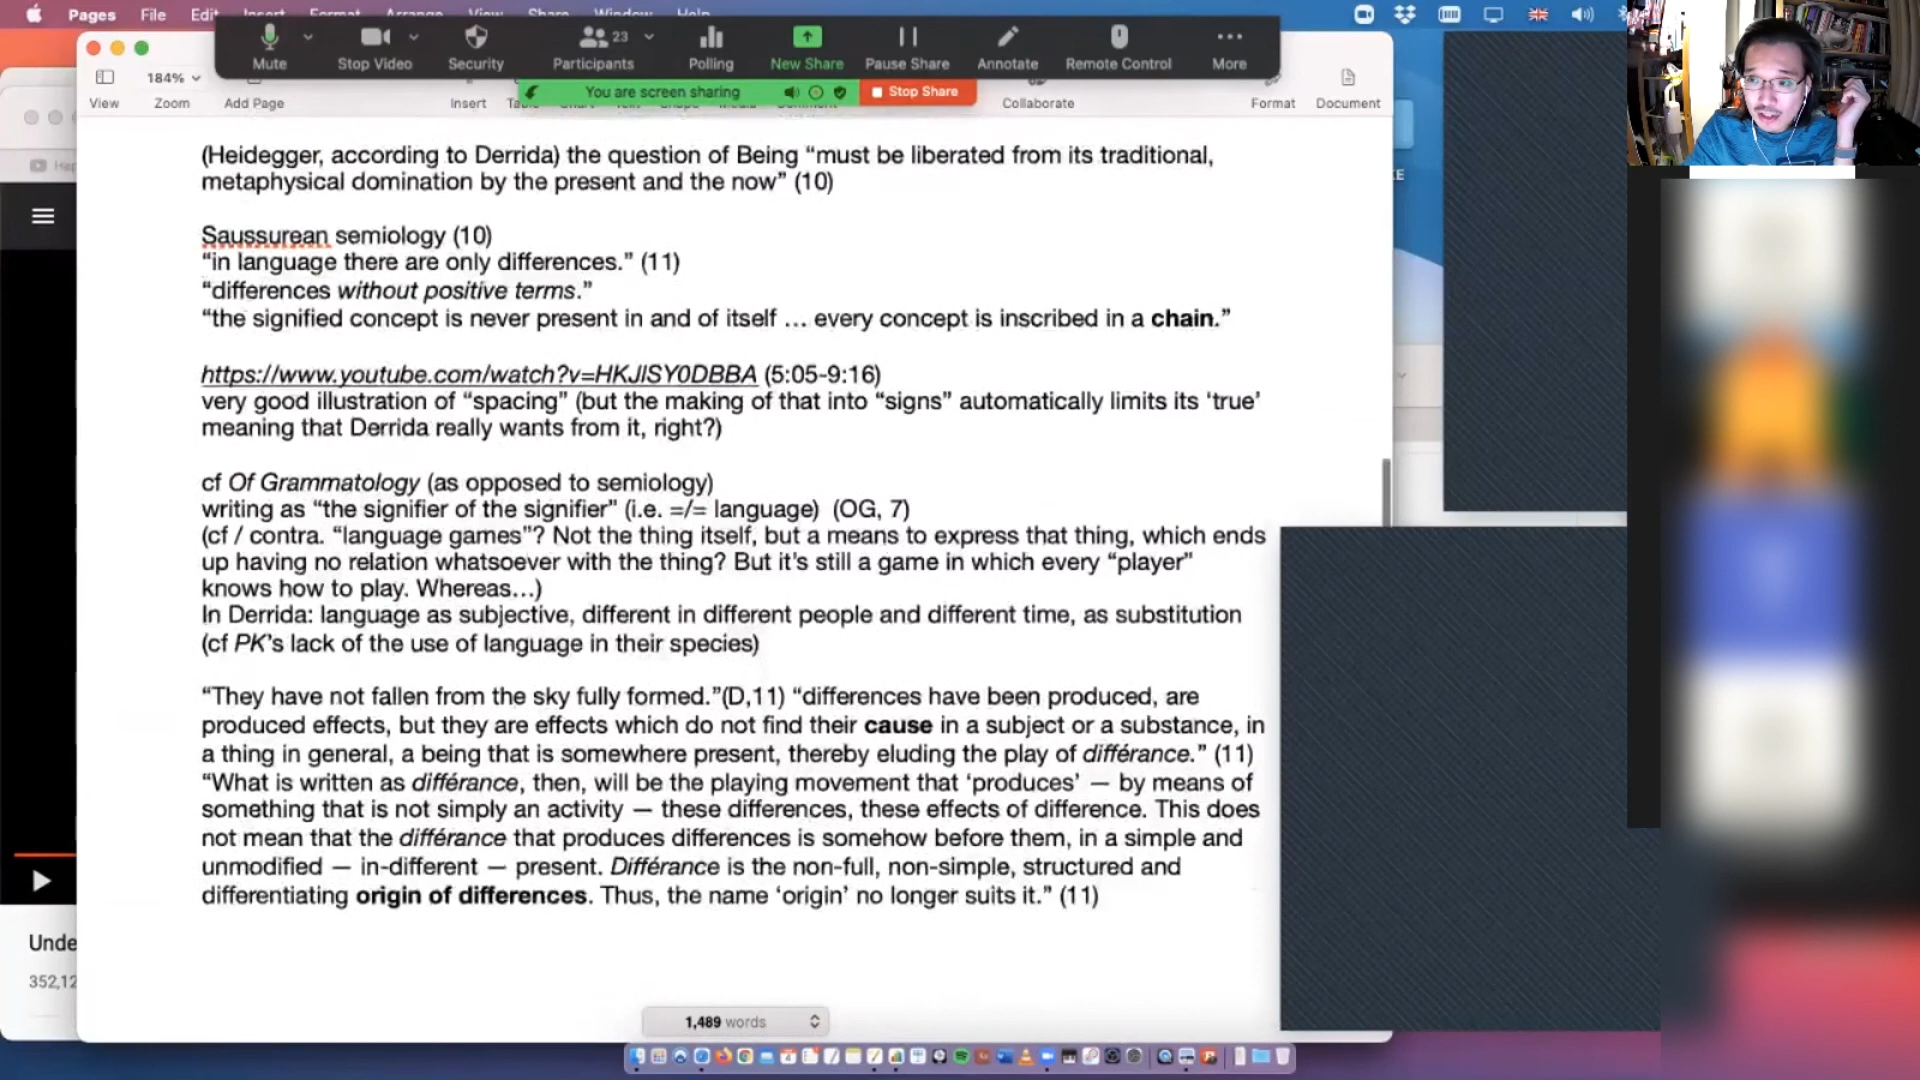 Pages File Edit Insert Format Arrange View Share Window Help
Mute Stop Video Security Participants 23 Polling New Share Pause Share Annotate Remote Control More
You are screen sharing Stop Share
184%
View Zoom Add Page Insert Collaborate Format Document
(Heidegger, according to Derrida) the question of Being “must be liberated from its traditional,
metaphysical domination by the present and the now” (10)
Saussurean semiology (10)
“in language there are only differences.” (11)
“differences without positive terms.”
“the signified concept is never present in and of itself … every concept is inscribed in a chain.”
https://www.youtube.com/watch?v=HKJlSY0DBBA (5:05-9:16)
very good illustration of “spacing” (but the making of that into “signs” automatically limits its ‘true’
meaning that Derrida really wants from it, right?)
cf Of Grammatology (as opposed to semiology)
writing as “the signifier of the signifier” (i.e. =/= language) (OG, 7)
(cf / contra. “language games”? Not the thing itself, but a means to express that thing, which ends
up having no relation whatsoever with the thing? But it’s still a game in which every “player”
knows how to play. Whereas…)
In Derrida: language as subjective, different in different people and different time, as substitution
(cf PK’s lack of the use of language in their species)
“They have not fallen from the sky fully formed.”(D,11) “differences have been produced, are
produced effects, but they are effects which do not find their cause in a subject or a substance, in
a thing in general, a being that is somewhere present, thereby eluding the play of différance.” (11)
“What is written as différance, then, will be the playing movement that ‘produces’ — by means of
something that is not simply an activity — these differences, these effects of difference. This does
not mean that the différance that produces differences is somehow before them, in a simple and
unmodified — in-different — present. Différance is the non-full, non-simple, structured and
differentiating origin of differences. Thus, the name ‘origin’ no longer suits it.” (11)
Unde
352,12
1,489 words